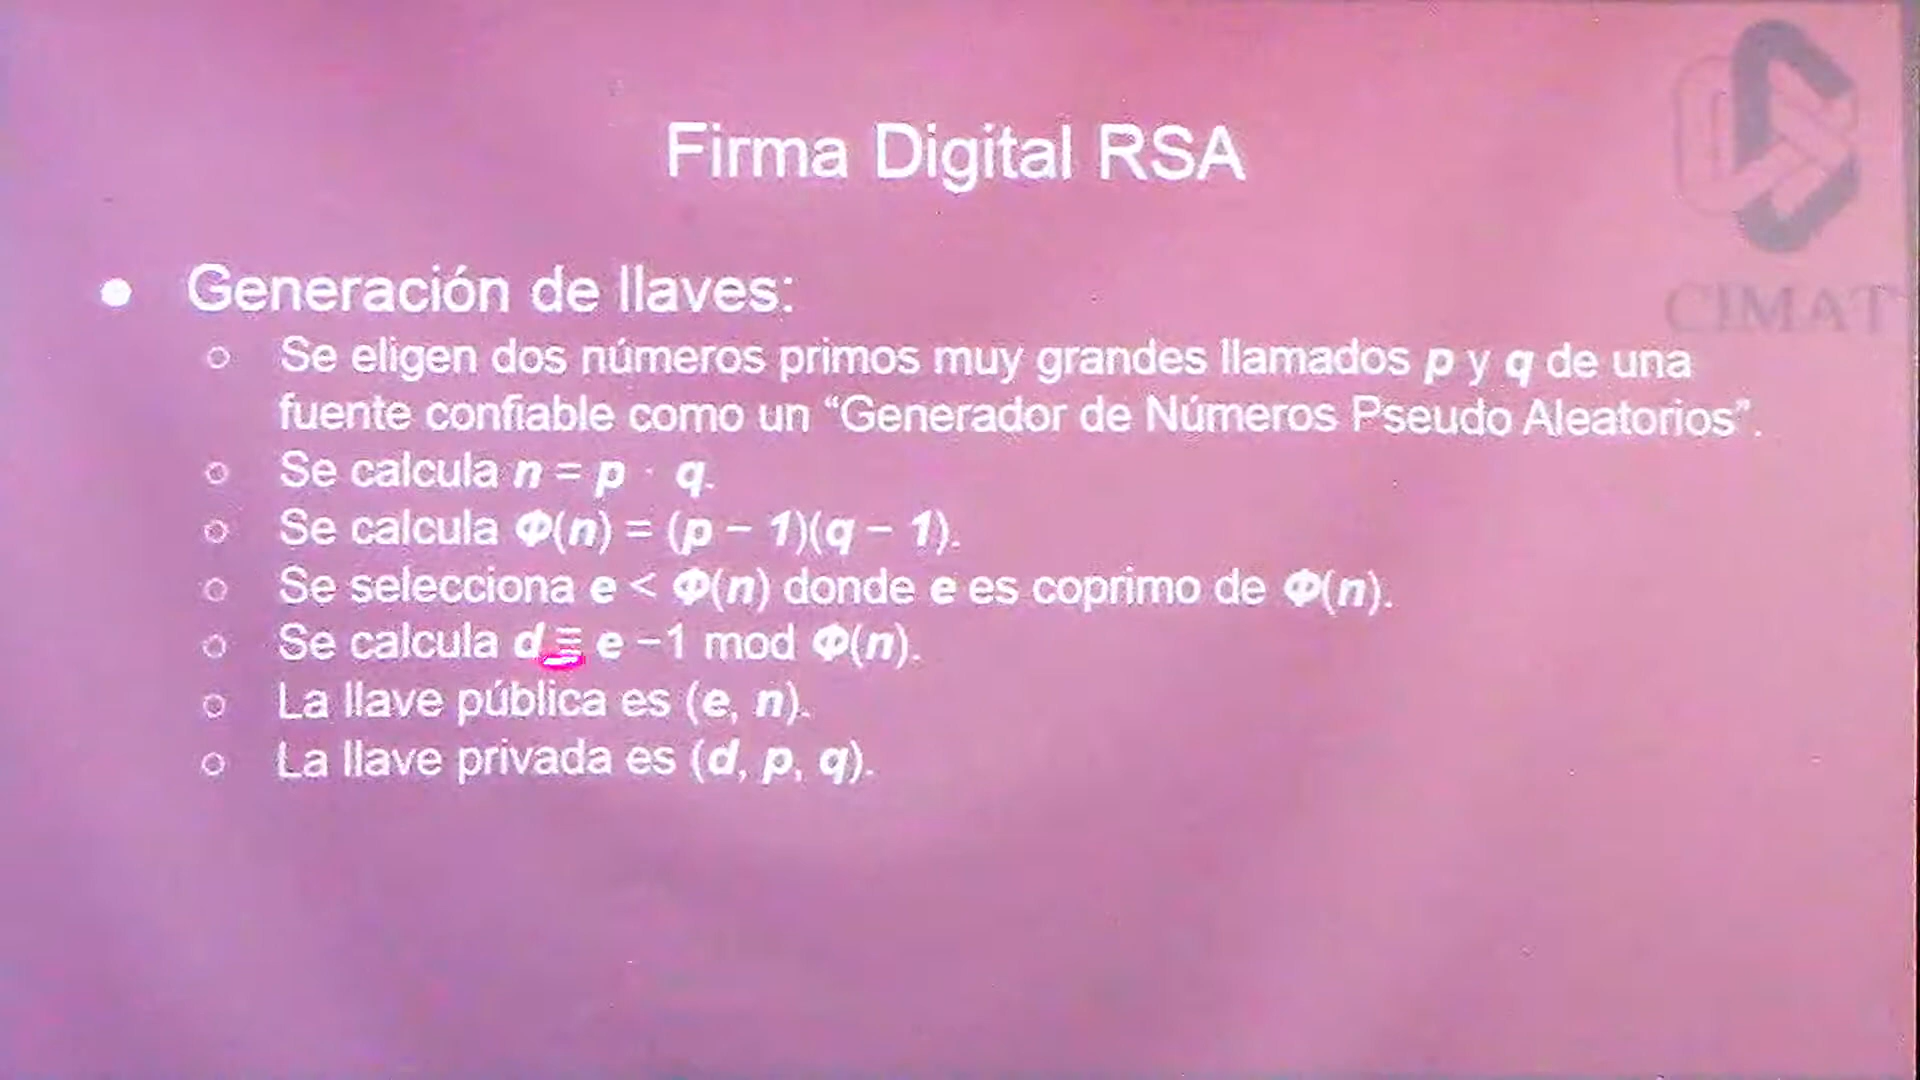 Firma Digital RSA
CIMAT
● Generación de llaves:
○ Se eligen dos números primos muy grandes llamados p y q de una
fuente confiable como un “Generador de Números Pseudo Aleatorios”.
○ Se calcula n = p · q.
○ Se calcula Φ(n) = (p − 1)(q − 1).
○ Se selecciona e < Φ(n) donde e es coprimo de Φ(n).
○ Se calcula d ≡ e −1 mod Φ(n).
○ La llave pública es (e, n).
○ La llave privada es (d, p, q).